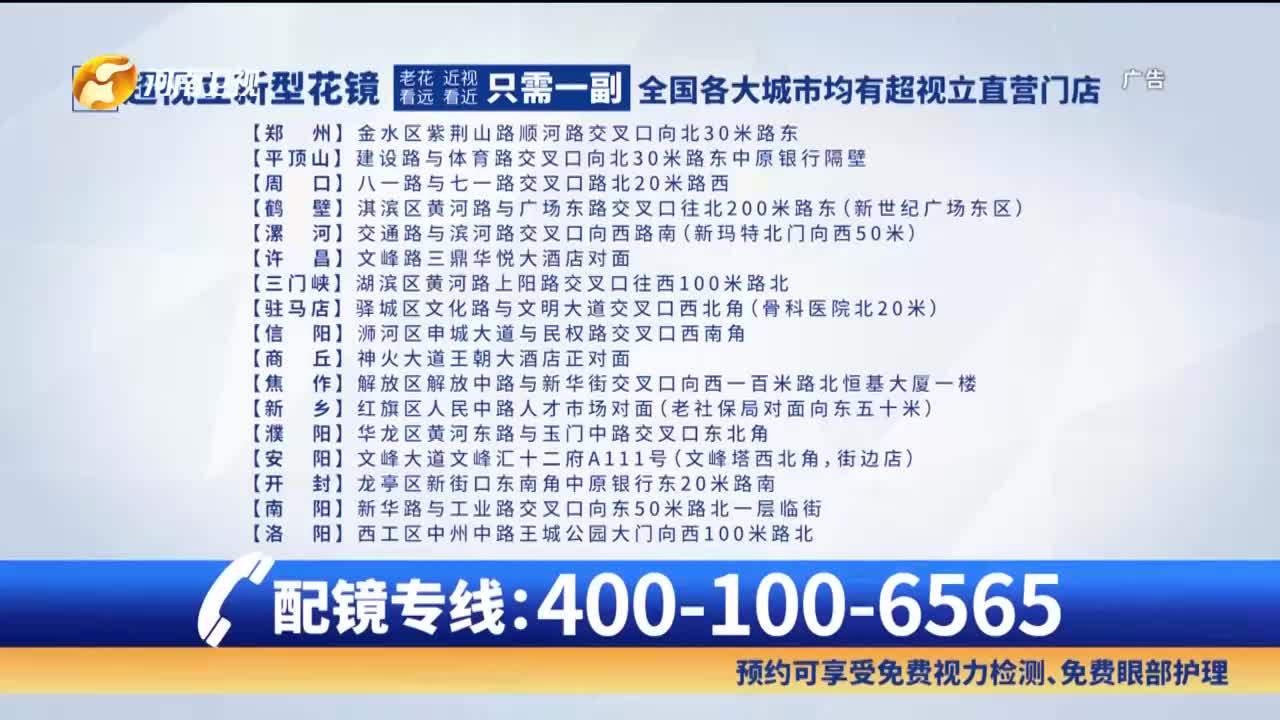 河南卫视
超视立新型花镜 老花看远 近视看近 只需一副 全国各大城市均有超视立直营门店 广告
【郑 州】金水区紫荆山路顺河路交叉口向北30米路东
【平顶山】建设路与体育路交叉口向北30米路东中原银行隔壁
【周 口】八一路与七一路交叉口路北20米路西
【鹤 壁】淇滨区黄河路与广场东路交叉口往北200米路东(新世纪广场东区)
【漯 河】交通路与滨河路交叉口向西路南(新玛特北门向西50米)
【许 昌】文峰路三鼎华悦大酒店对面
【三门峡】湖滨区黄河路上阳路交叉口往西100米路北
【驻马店】驿城区文化路与文明大道交叉口西北角(骨科医院北20米)
【信 阳】浉河区申城大道与民权路交叉口西南角
【商 丘】神火大道王朝大酒店正对面
【焦 作】解放区解放中路与新华街交叉口向西一百米路北恒基大厦一楼
【新 乡】红旗区人民中路人才市场对面(老社保局对面向东五十米)
【濮 阳】华龙区黄河东路与玉门中路交叉口东北角
【安 阳】文峰大道文峰汇十二府A111号(文峰塔西北角,街边店)
【开 封】龙亭区新街口东南角中原银行东20米路南
【南 阳】新华路与工业路交叉口向东50米路北一层临街
【洛 阳】西工区中州中路王城公园大门向西100米路北
配镜专线:400-100-6565
预约可享受免费视力检测、免费眼部护理